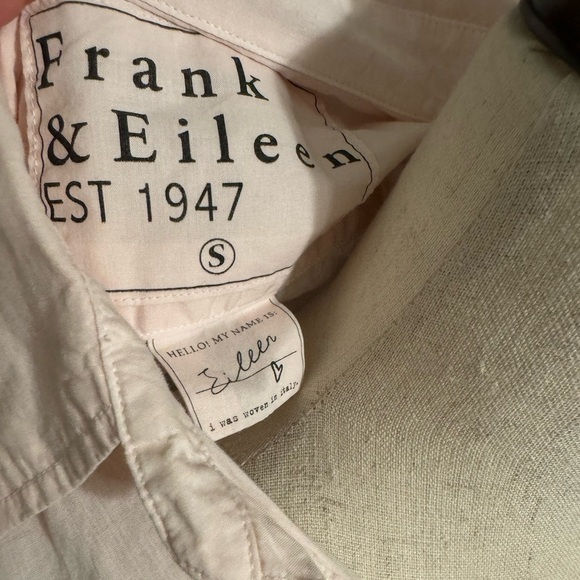 Frank
& Eileen
EST 1947
S
HELLO! MY NAME IS:
Eileen
i was woven in italy.